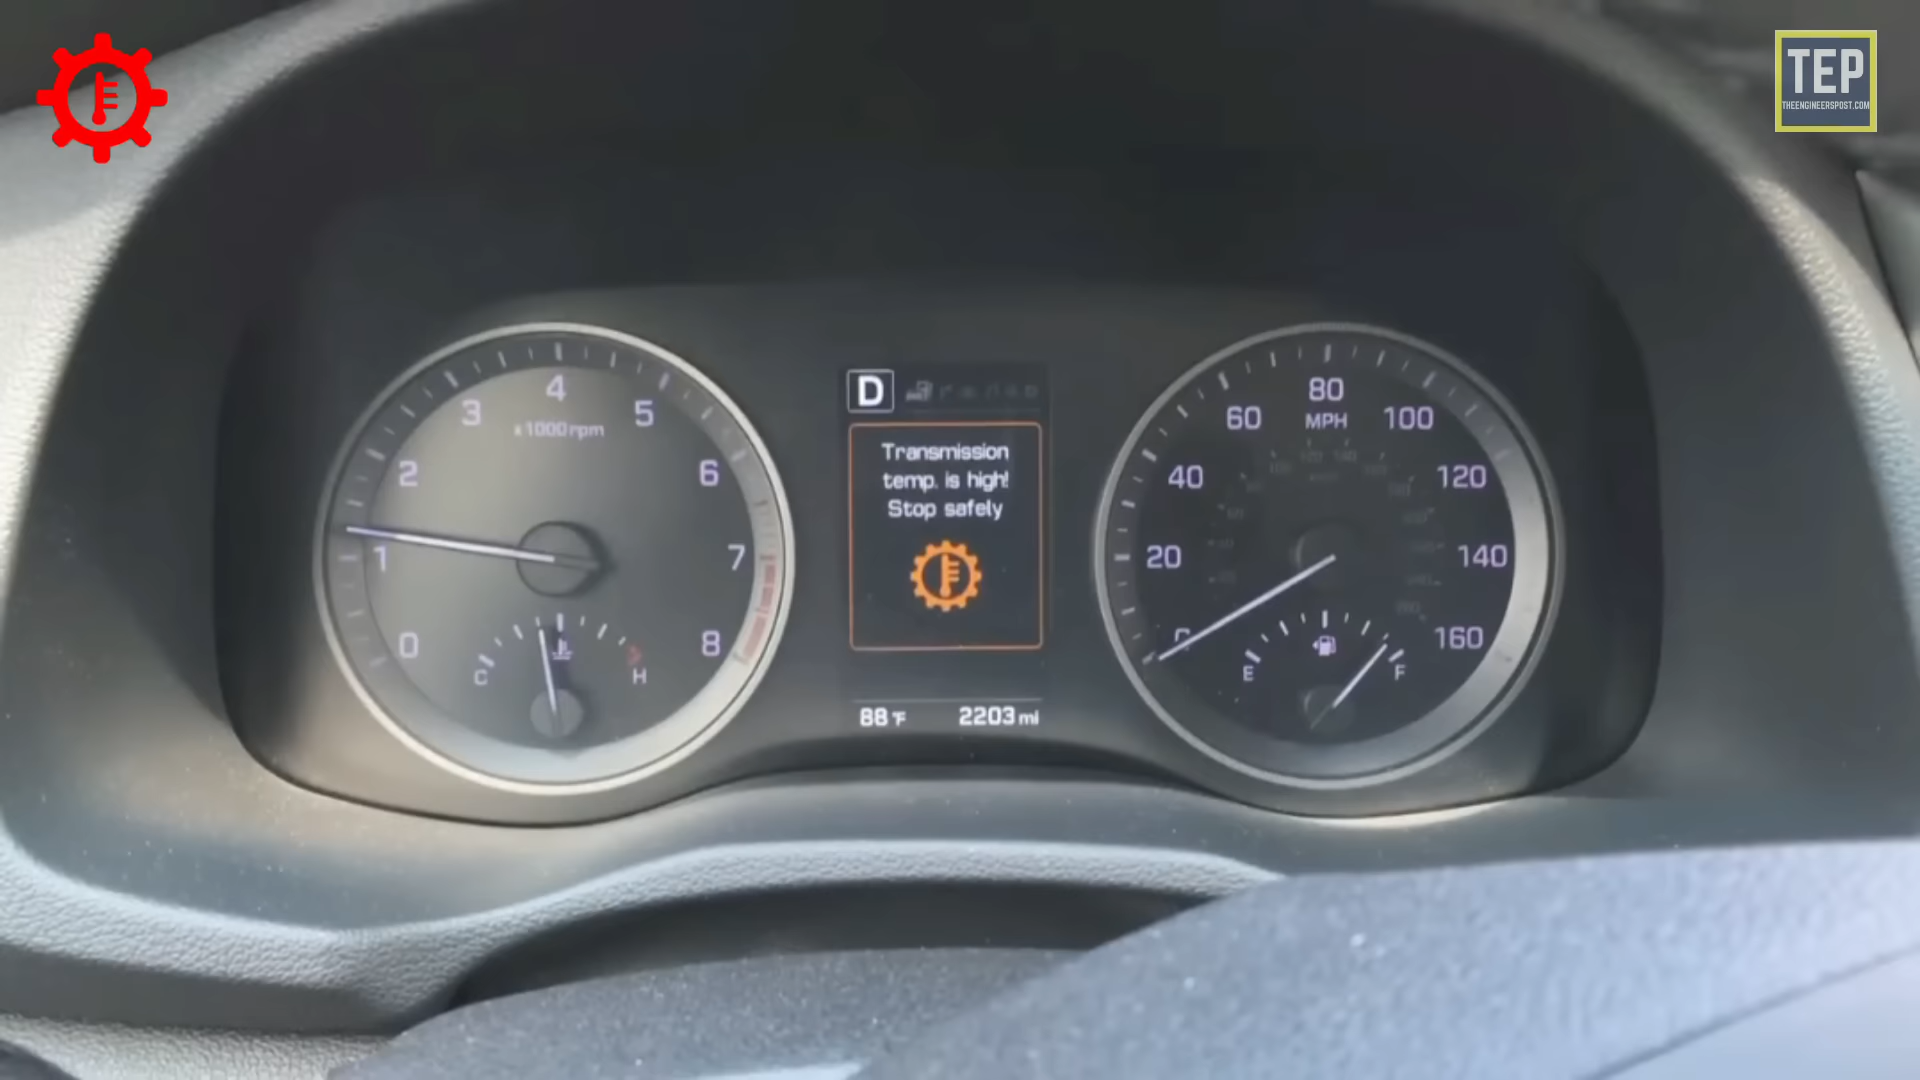 TEP
THEENGINEERSPOST.COM
D
Transmission
temp. is high!
Stop safely
88 °F 2203 mi
0 1 2 3 4 5 6 7 8
x1000rpm
C H
20 40 60 80 100 120 140 160
MPH
E F